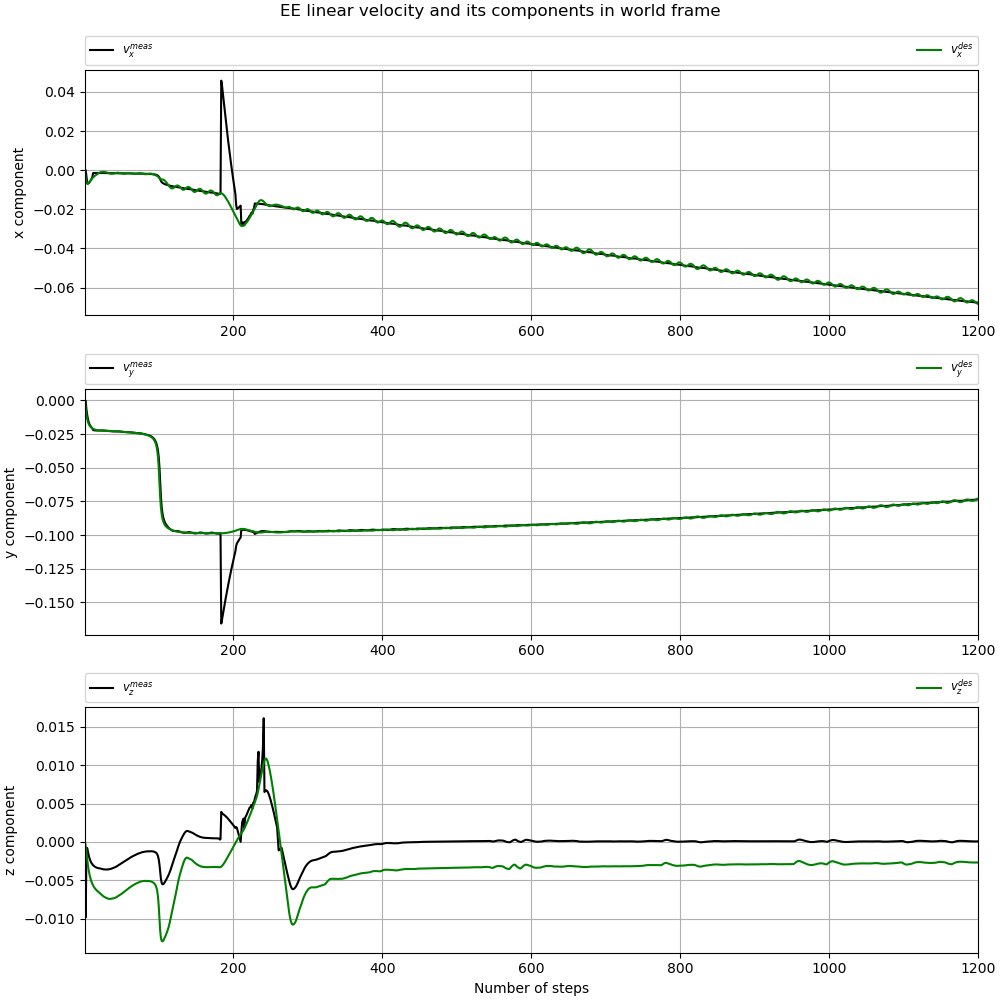 EE linear velocity and its components in world frame
v_x^meas v_x^des
0.04
0.02
0.00
−0.02
−0.04
−0.06
x component
200 400 600 800 1000 1200
v_y^meas v_y^des
0.000
−0.025
−0.050
−0.075
−0.100
−0.125
−0.150
y component
200 400 600 800 1000 1200
v_z^meas v_z^des
0.015
0.010
0.005
0.000
−0.005
−0.010
z component
200 400 600 800 1000 1200
Number of steps